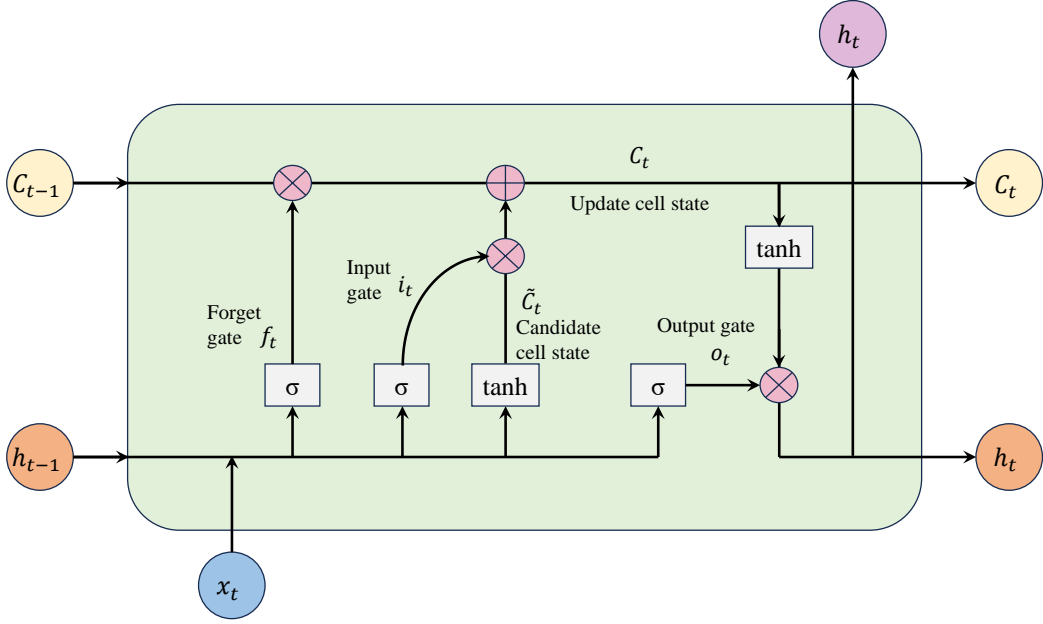 h_t
C_{t-1}
C_t
C_t
Update cell state
tanh
Input
gate i_t
C̃_t
Candidate
cell state
Forget
gate f_t
Output gate
o_t
σ
σ
tanh
σ
h_{t-1}
h_t
x_t